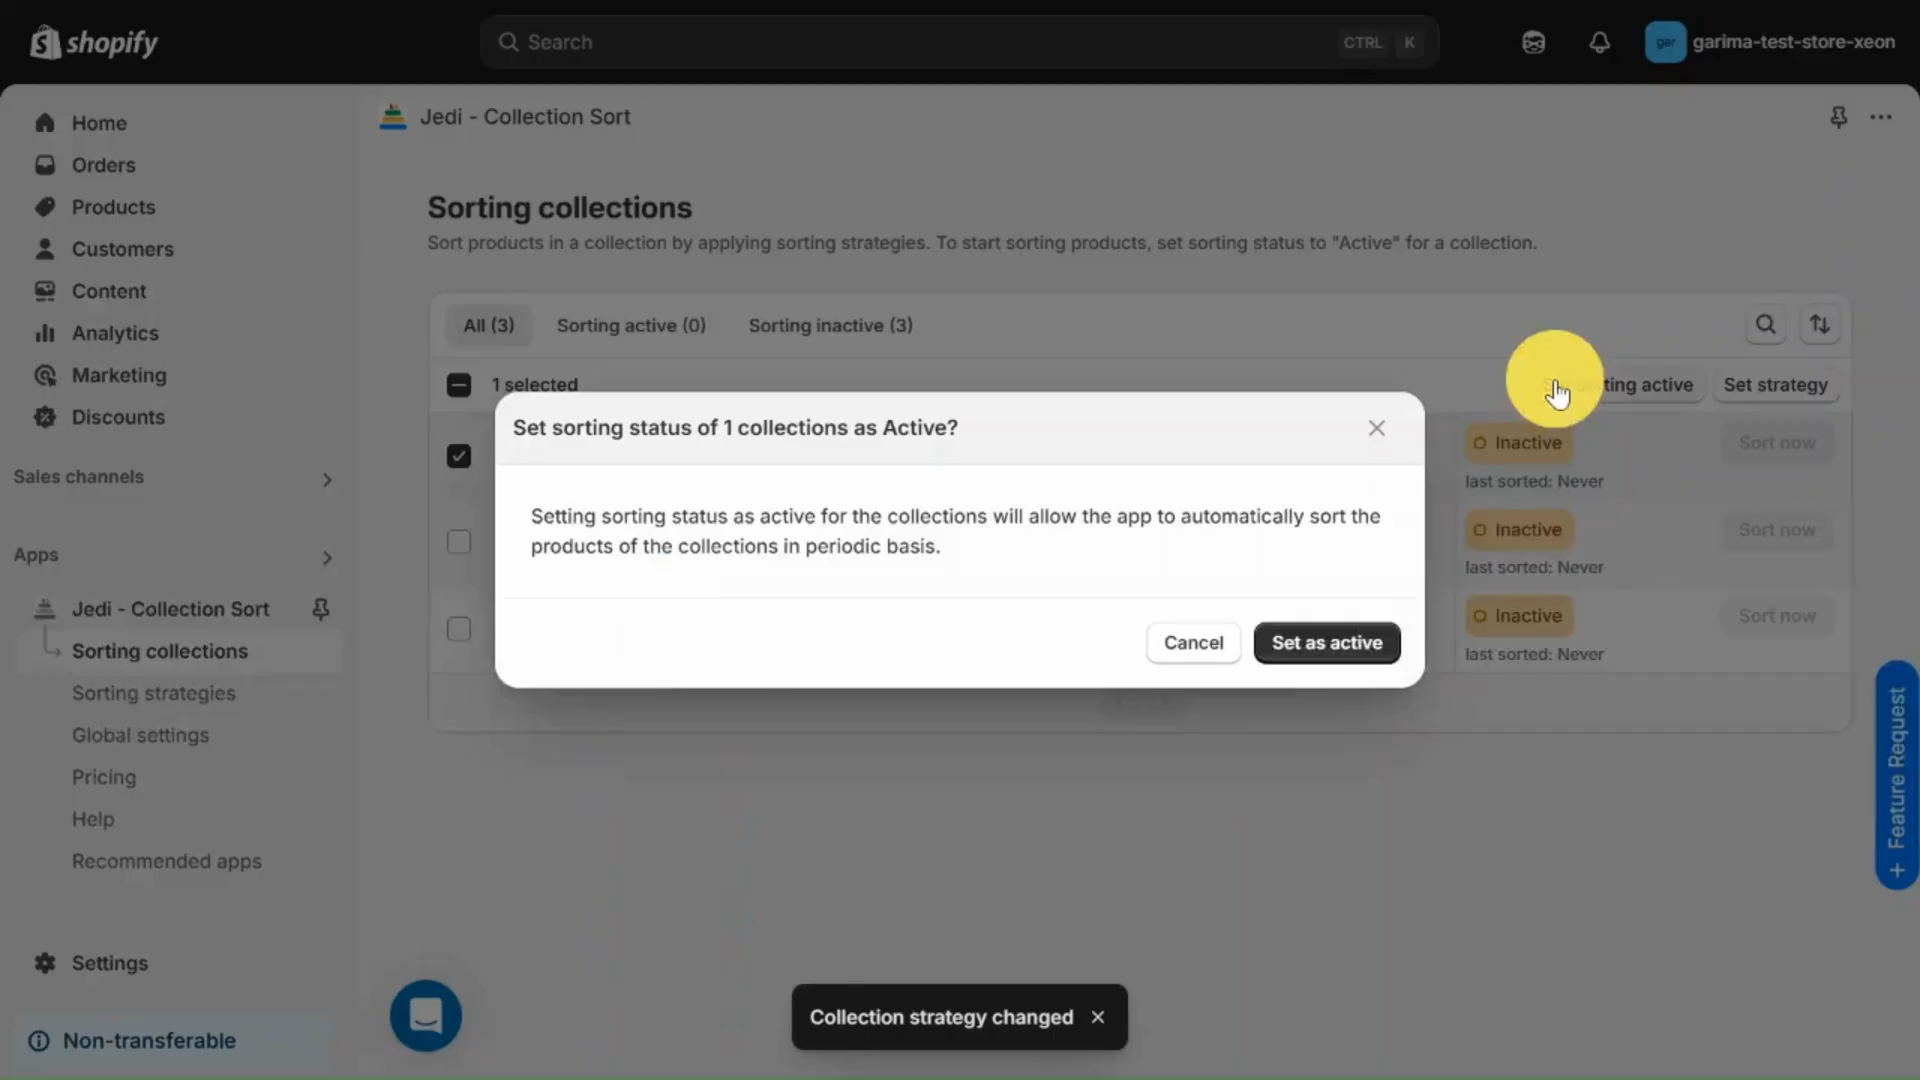 shopify
Search
CTRL K
gar
garima-test-store-xeon
Home
Orders
Products
Customers
Content
Analytics
Marketing
Discounts
Sales channels
Apps
Jedi - Collection Sort
Sorting collections
Sorting strategies
Global settings
Pricing
Help
Recommended apps
Settings
Non-transferable
Jedi - Collection Sort
Sorting collections
Sort products in a collection by applying sorting strategies. To start sorting products, set sorting status to "Active" for a collection.
All (3)
Sorting active (0)
Sorting inactive (3)
1 selected
active
Set strategy
Set sorting status of 1 collections as Active?
Setting sorting status as active for the collections will allow the app to automatically sort the
products of the collections in periodic basis.
Cancel
Set as active
Inactive
Sort now
last sorted: Never
Inactive
Sort now
last sorted: Never
Inactive
Sort now
last sorted: Never
+ Feature Request
Collection strategy changed